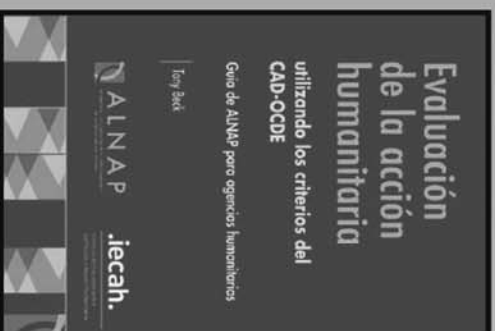 Evaluación
de la acción
humanitaria
utilizando los criterios del
CAD-OCDE
Guía de ALNAP para agencias humanitarias
Tony Beck
ALNAP
.iecah.